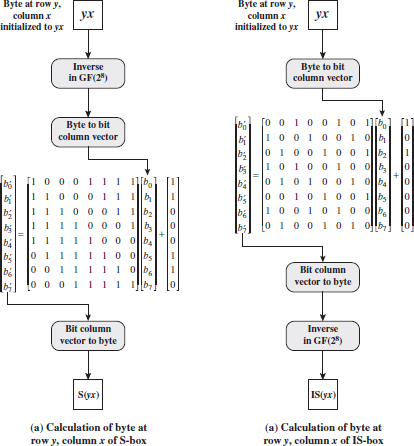 Byte at row y,
column x
initialized to yx
yx
Inverse
in GF(2⁸)
Byte to bit
column vector
b₀′ 1 0 0 0 1 1 1 1 b₀ 1
b₁′ 1 1 0 0 0 1 1 1 b₁ 1
b₂′ 1 1 1 0 0 0 1 1 b₂ 0
b₃′ 1 1 1 1 0 0 0 1 b₃ 0
= +
b₄′ 1 1 1 1 1 0 0 0 b₄ 0
b₅′ 0 1 1 1 1 1 0 0 b₅ 1
b₆′ 0 0 1 1 1 1 1 0 b₆ 1
b₇′ 0 0 0 1 1 1 1 1 b₇ 0
Bit column
vector to byte
S(yx)
(a) Calculation of byte at
row y, column x of S-box
Byte at row y,
column x
initialized to yx
yx
Byte to bit
column vector
b₀′ 0 0 1 0 0 1 0 1 b₀ 1
b₁′ 1 0 0 1 0 0 1 0 b₁ 0
b₂′ 0 1 0 0 1 0 0 1 b₂ 1
b₃′ 1 0 1 0 0 1 0 0 b₃ 0
= +
b₄′ 0 1 0 1 0 0 1 0 b₄ 0
b₅′ 0 0 1 0 1 0 0 1 b₅ 0
b₆′ 1 0 0 1 0 1 0 0 b₆ 0
b₇′ 0 1 0 0 1 0 1 0 b₇ 0
Bit column
vector to byte
Inverse
in GF(2⁸)
IS(yx)
(a) Calculation of byte at
row y, column x of IS-box